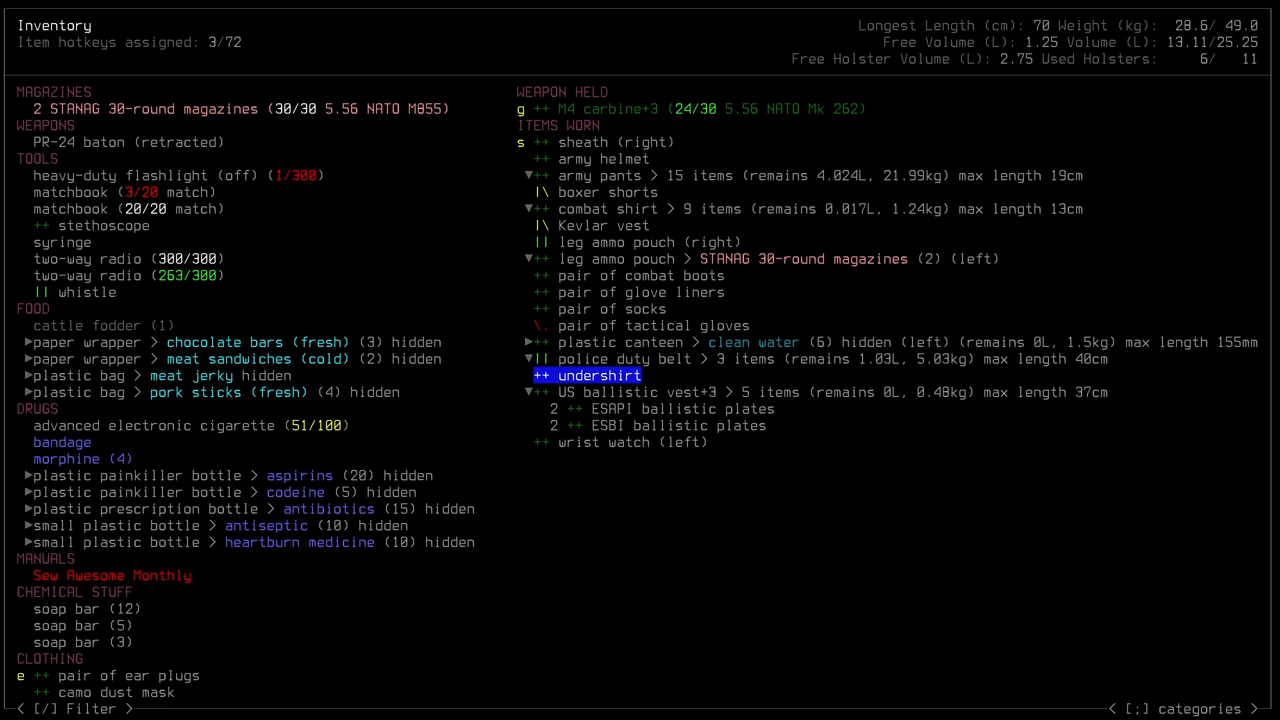 Inventory
Item hotkeys assigned: 3/72
Longest Length (cm): 70 Weight (kg): 28.6/ 49.0
Free Volume (L): 1.25 Volume (L): 13.11/25.25
Free Holster Volume (L): 2.75 Used Holsters: 6/ 11
MAGAZINES
2 STANAG 30-round magazines (30/30 5.56 NATO M855)
WEAPONS
PR-24 baton (retracted)
TOOLS
heavy-duty flashlight (off) (1/300)
matchbook (3/20 match)
matchbook (20/20 match)
++ stethoscope
syringe
two-way radio (300/300)
two-way radio (263/300)
|| whistle
FOOD
cattle fodder (1)
▶paper wrapper > chocolate bars (fresh) (3) hidden
▶paper wrapper > meat sandwiches (cold) (2) hidden
▶plastic bag > meat jerky hidden
▶plastic bag > pork sticks (fresh) (4) hidden
DRUGS
advanced electronic cigarette (51/100)
bandage
morphine (4)
▶plastic painkiller bottle > aspirins (20) hidden
▶plastic painkiller bottle > codeine (5) hidden
▶plastic prescription bottle > antibiotics (15) hidden
▶small plastic bottle > antiseptic (10) hidden
▶small plastic bottle > heartburn medicine (10) hidden
MANUALS
Sew Awesome Monthly
CHEMICAL STUFF
soap bar (12)
soap bar (5)
soap bar (3)
CLOTHING
e ++ pair of ear plugs
++ camo dust mask
WEAPON HELD
g ++ M4 carbine+3 (24/30 5.56 NATO Mk 262)
ITEMS WORN
s ++ sheath (right)
++ army helmet
▼++ army pants > 15 items (remains 4.024L, 21.99kg) max length 19cm
|\ boxer shorts
▼++ combat shirt > 9 items (remains 0.017L, 1.24kg) max length 13cm
|\ Kevlar vest
|| leg ammo pouch (right)
▼++ leg ammo pouch > STANAG 30-round magazines (2) (left)
++ pair of combat boots
++ pair of glove liners
++ pair of socks
\. pair of tactical gloves
▶++ plastic canteen > clean water (6) hidden (left) (remains 0L, 1.5kg) max length 155mm
▼|| police duty belt > 3 items (remains 1.03L, 5.03kg) max length 40cm
++ undershirt
▼++ US ballistic vest+3 > 5 items (remains 0L, 0.48kg) max length 37cm
2 ++ ESAPI ballistic plates
2 ++ ESBI ballistic plates
++ wrist watch (left)
< [/] Filter >
< [;] categories >